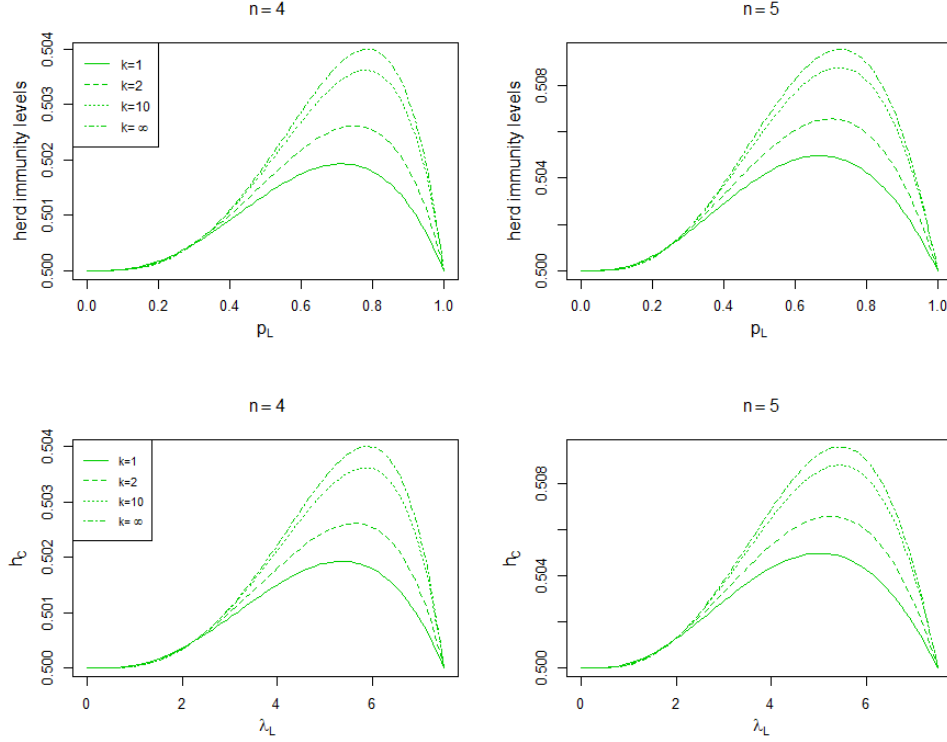 n = 4
n = 5
herd immunity levels
0.500 0.501 0.502 0.503 0.504
k=1
k=2
k=10
k= ∞
0.0 0.2 0.4 0.6 0.8 1.0
p_L
herd immunity levels
0.500 0.504 0.508
0.0 0.2 0.4 0.6 0.8 1.0
p_L
n = 4
n = 5
h_C
0.500 0.501 0.502 0.503 0.504
k=1
k=2
k=10
k= ∞
0 2 4 6
λ_L
h_C
0.500 0.504 0.508
0 2 4 6
λ_L